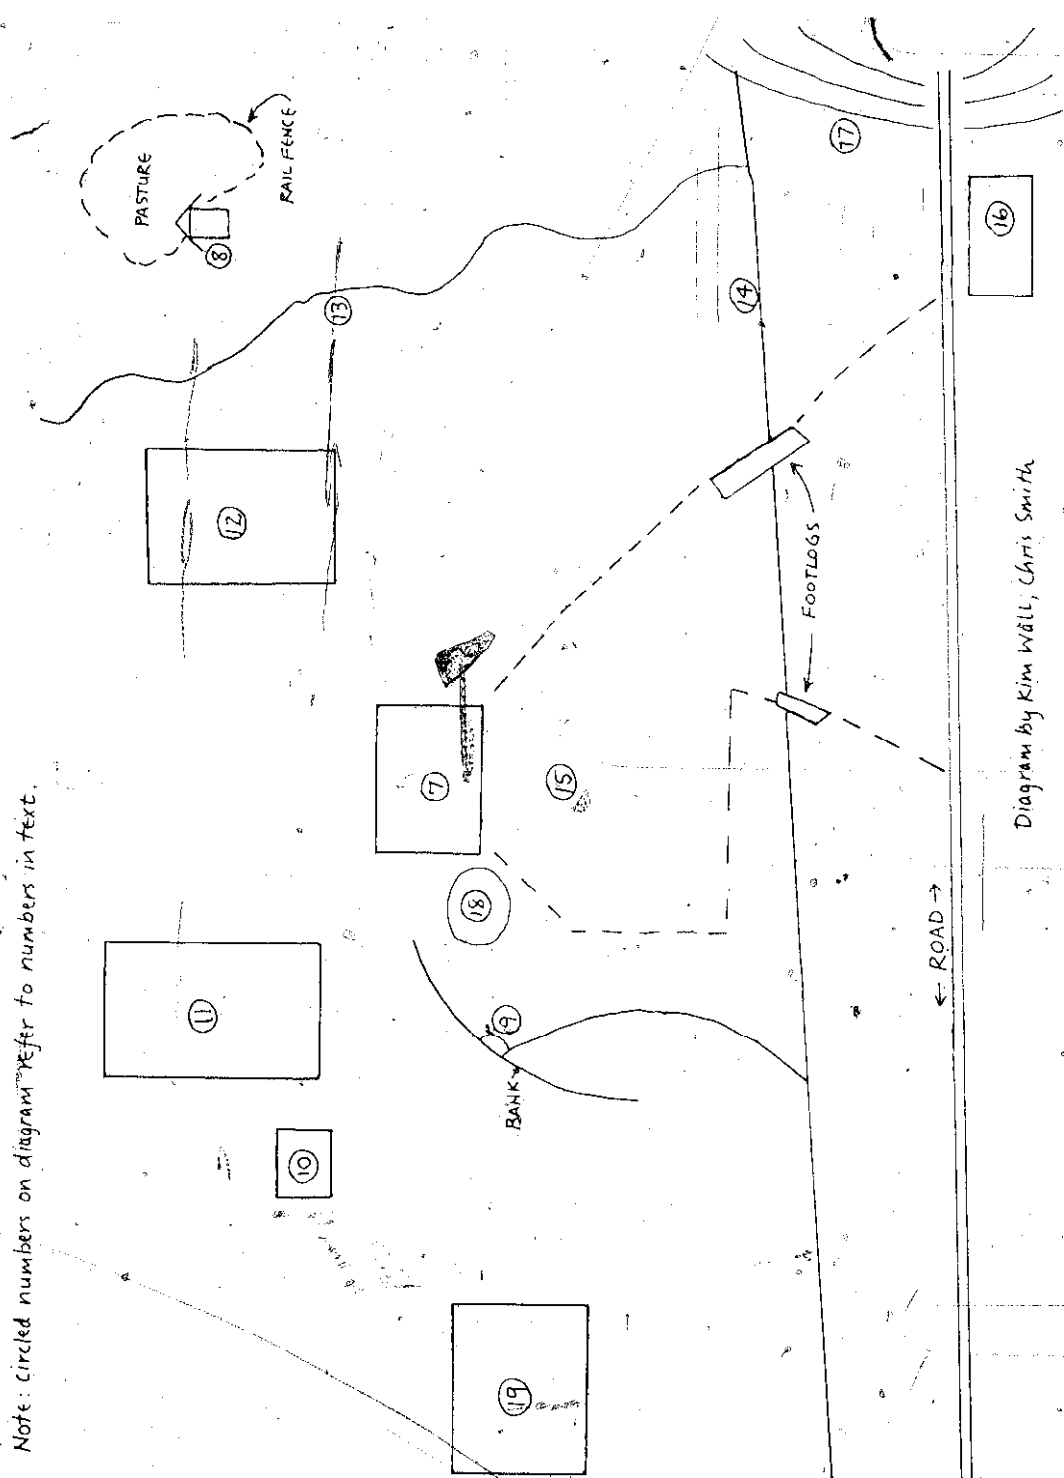 Note: Circled numbers on diagram refer to numbers in text.
PASTURE
RAIL FENCE
8
13
12
11
10
19
7
18
9
BANK
15
14
17
16
FOOTLOGS
← ROAD →
Diagram by Kim Wall, Chris Smith